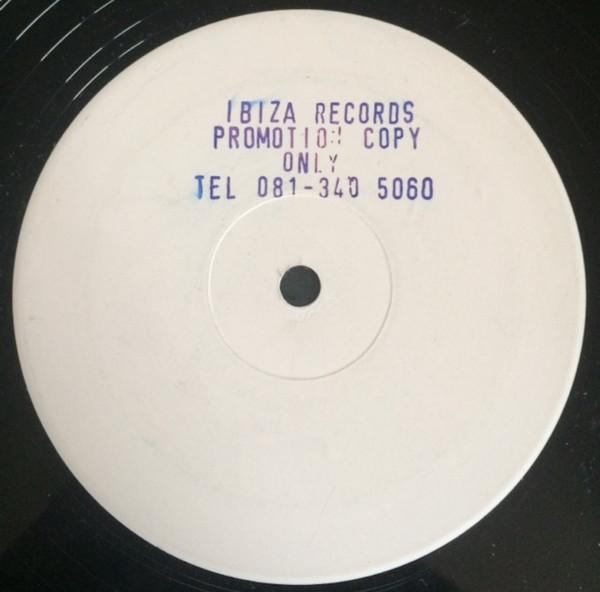 IBIZA RECORDS
PROMOTION COPY
ONLY
TEL 081-340 5060